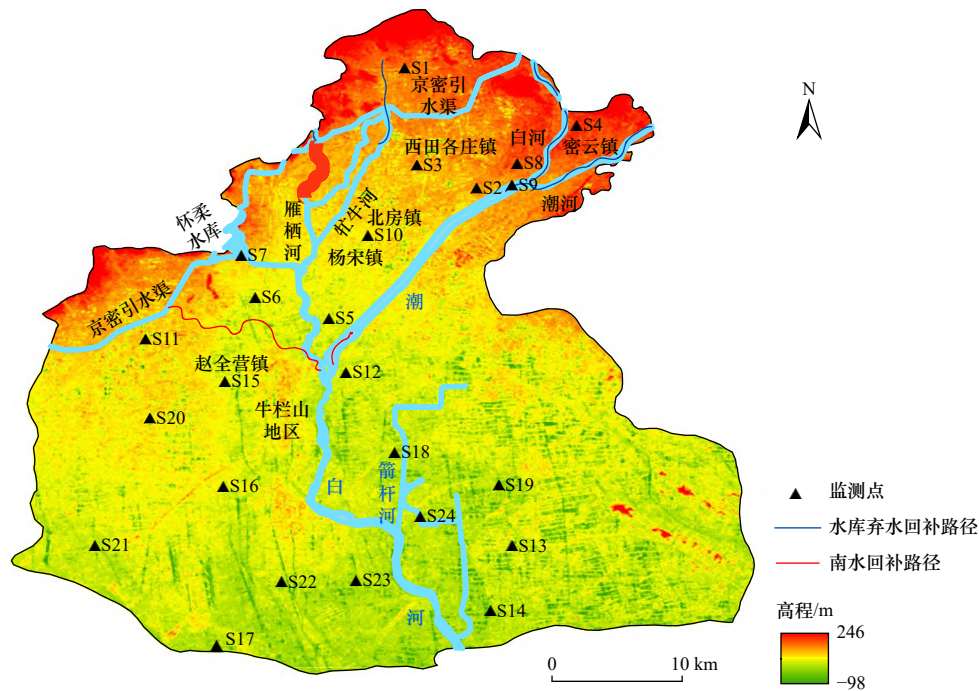 S1
京密引
水渠
N
S4
白河
密云镇
西田各庄镇
S8
S3
S9
S2
潮河
雁
栖
河
牤牛河
怀柔
水库
北房镇
S10
杨宋镇
S7
潮
S6
S5
京密引水渠
S11
赵全营镇
S15
S12
牛栏山
地区
S20
S18
箭
杆
河
白
S16
S19
S24
S21
S13
S22
S23
河
S14
S17
监测点
水库弃水回补路径
南水回补路径
高程/m
246
−98
0
10 km